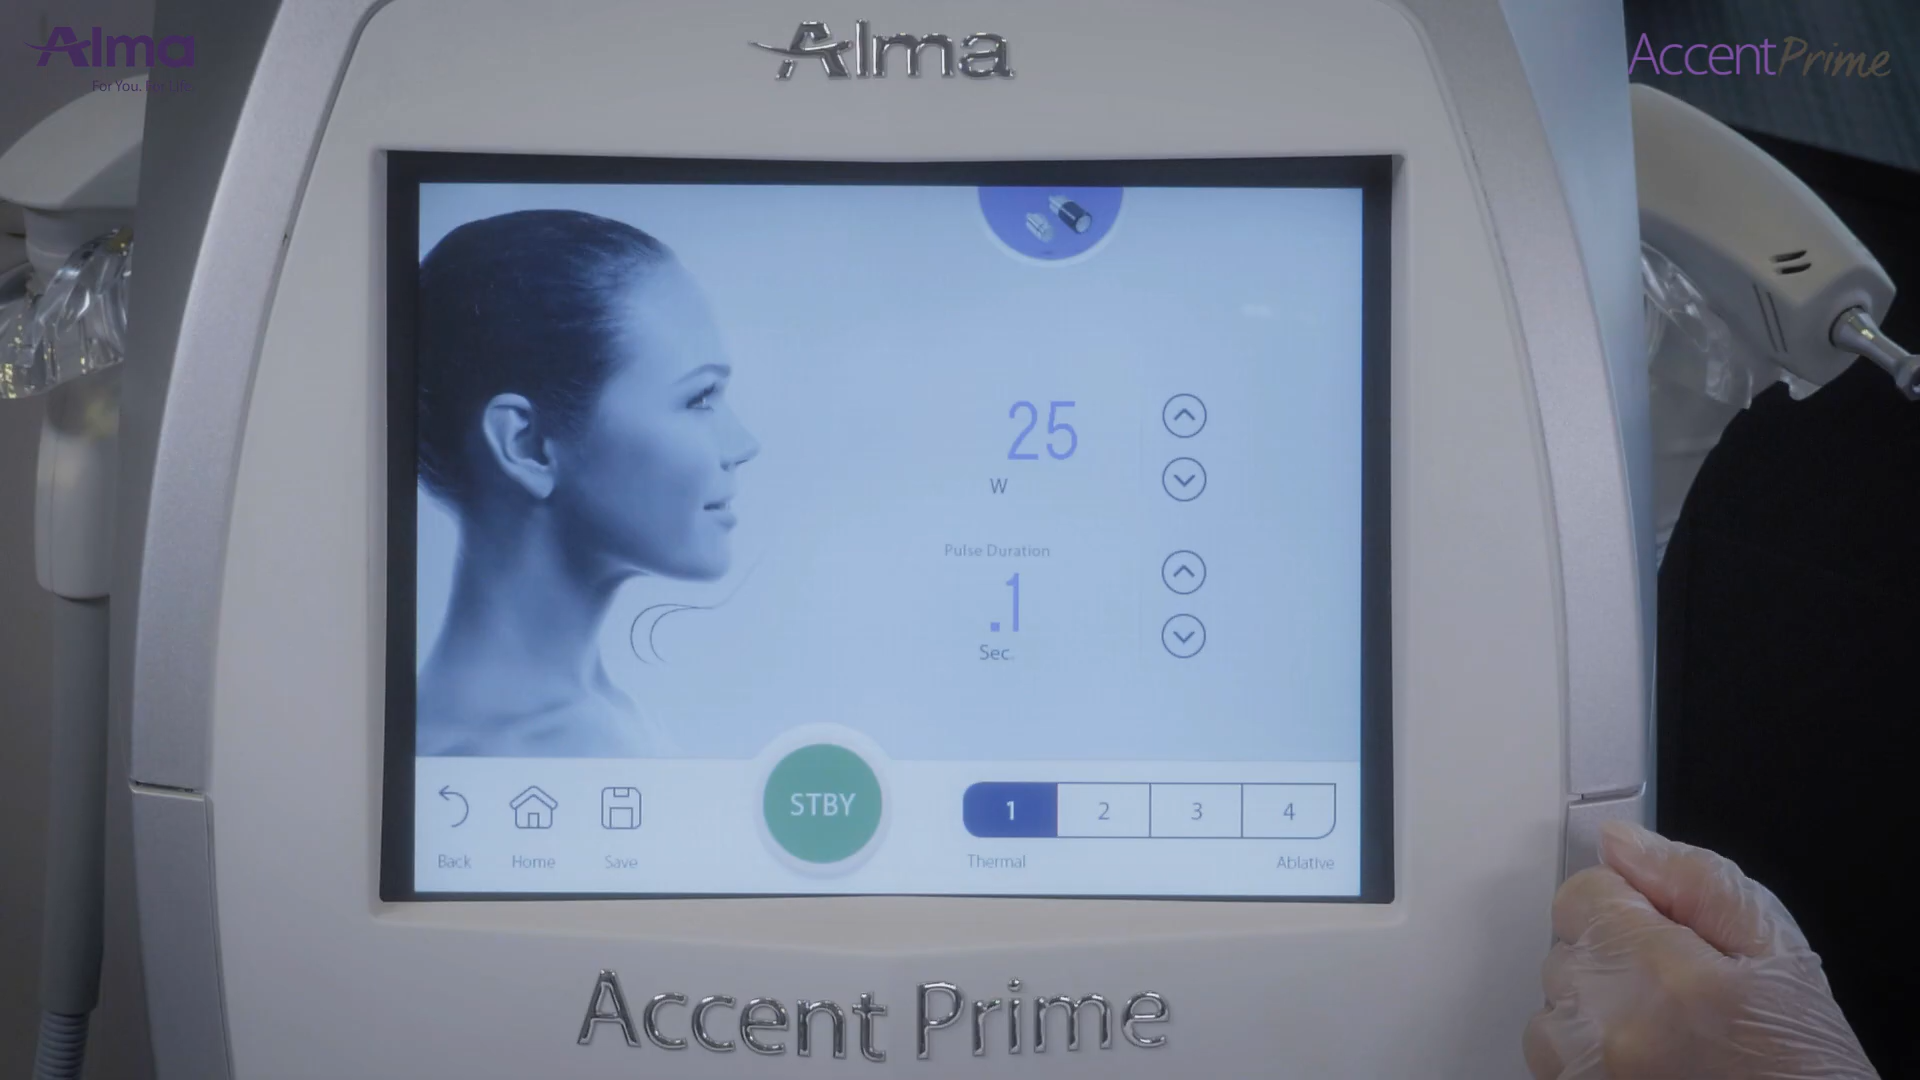 Alma
For You. For Life.
Alma
AccentPrime
25
W
Pulse Duration
.1
Sec.
STBY
1 2 3 4
Back Home Save
Thermal Ablative
Accent Prime